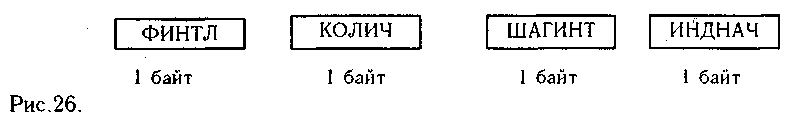 ФИНТЛ КОЛИЧ ШАГИНТ ИНДНАЧ
1 байт 1 байт 1 байт 1 байт
Рис.26.